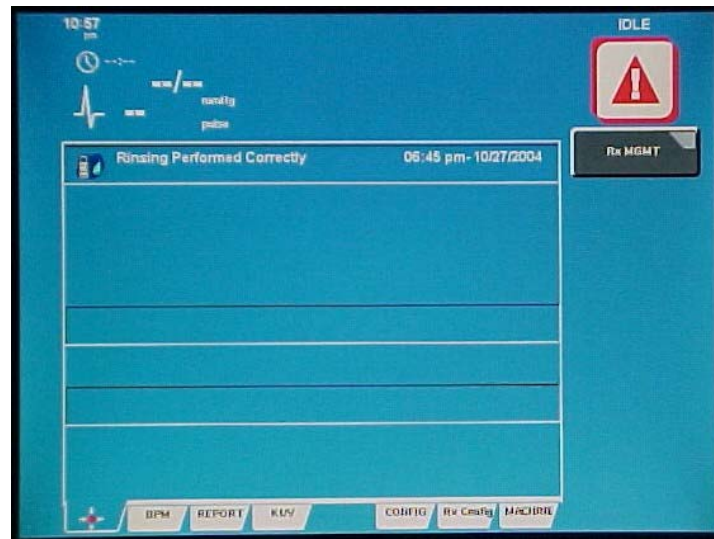 10:57
pm
IDLE
--:--
--/--
mmHg
--
pulse
Rx MGMT
Rinsing Performed Correctly 06:45 pm-10/27/2004
BPM REPORT KUV CONFIG Rx Config MACHINE